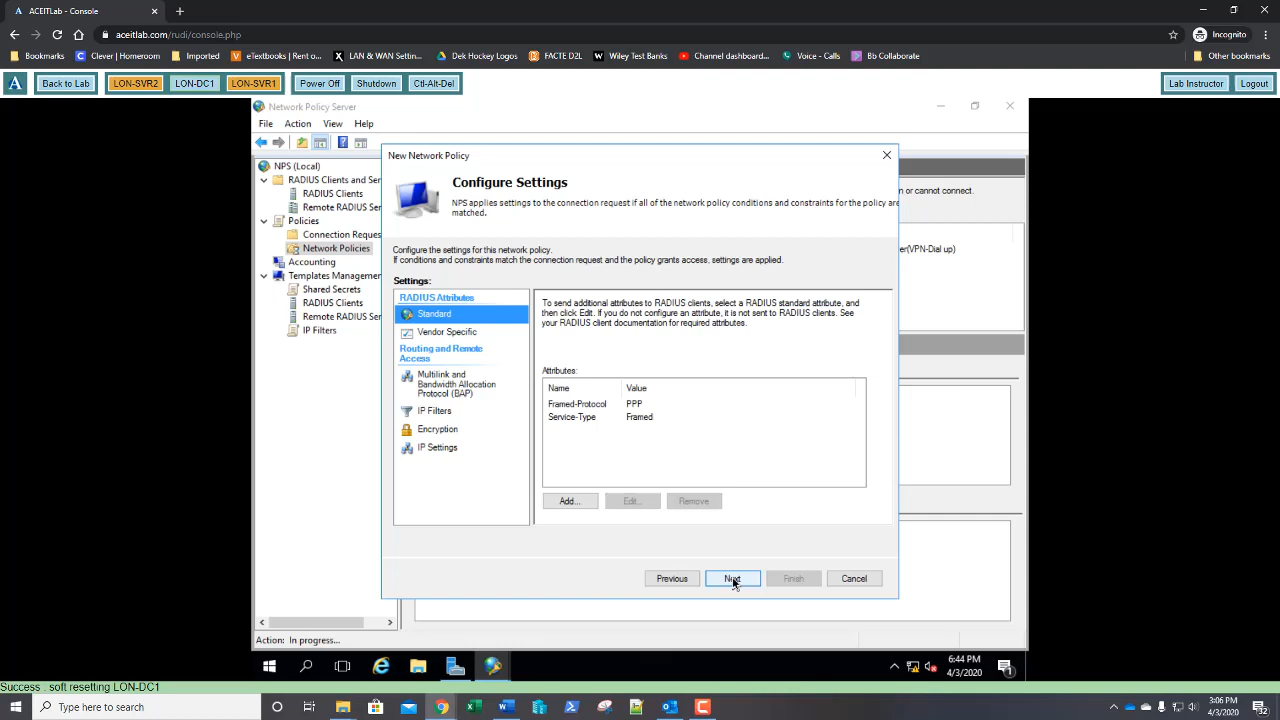 ACEITLab - Console
aceitlab.com/rudi/console.php
Incognito
Bookmarks
Clever | Homeroom
Imported
eTextbooks | Rent o...
LAN & WAN Settin...
Dek Hockey Logos
FACTE D2L
Wiley Test Banks
Channel dashboard...
Voice - Calls
Bb Collaborate
Other bookmarks
A
Back to Lab
LON-SVR2
LON-DC1
LON-SVR1
Power Off
Shutdown
Ctl-Alt-Del
Lab Instructor
Logout
Network Policy Server
File Action View Help
NPS (Local)
RADIUS Clients and Ser
RADIUS Clients
Remote RADIUS Ser
Policies
Connection Reques
Network Policies
Accounting
Templates Manageme
Shared Secrets
RADIUS Clients
Remote RADIUS Ser
IP Filters
n or cannot connect.
er(VPN-Dial up)
New Network Policy
Configure Settings
NPS applies settings to the connection request if all of the network policy conditions and constraints for the policy are
matched.
Configure the settings for this network policy.
If conditions and constraints match the connection request and the policy grants access, settings are applied.
Settings:
RADIUS Attributes
Standard
Vendor Specific
Routing and Remote
Access
Multilink and
Bandwidth Allocation
Protocol (BAP)
IP Filters
Encryption
IP Settings
To send additional attributes to RADIUS clients, select a RADIUS standard attribute, and
then click Edit. If you do not configure an attribute, it is not sent to RADIUS clients. See
your RADIUS client documentation for required attributes.
Attributes:
Name Value
Framed-Protocol PPP
Service-Type Framed
Add... Edit... Remove
Previous Next Finish Cancel
Action: In progress...
6:44 PM
4/3/2020
1
Success . soft resetting LON-DC1
Type here to search
3:06 PM
4/3/2020